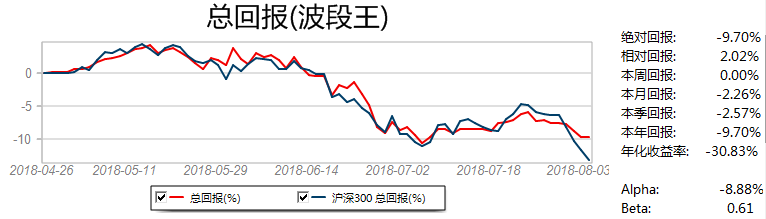 总回报(波段王)
0
-5
-10
2018-04-26 2018-05-11 2018-05-29 2018-06-14 2018-07-02 2018-07-18 2018-08-03
总回报(%) 沪深300 总回报(%)
绝对回报: -9.70%
相对回报: 2.02%
本周回报: 0.00%
本月回报: -2.26%
本季回报: -2.57%
本年回报: -9.70%
年化收益率: -30.83%
Alpha: -8.88%
Beta: 0.61